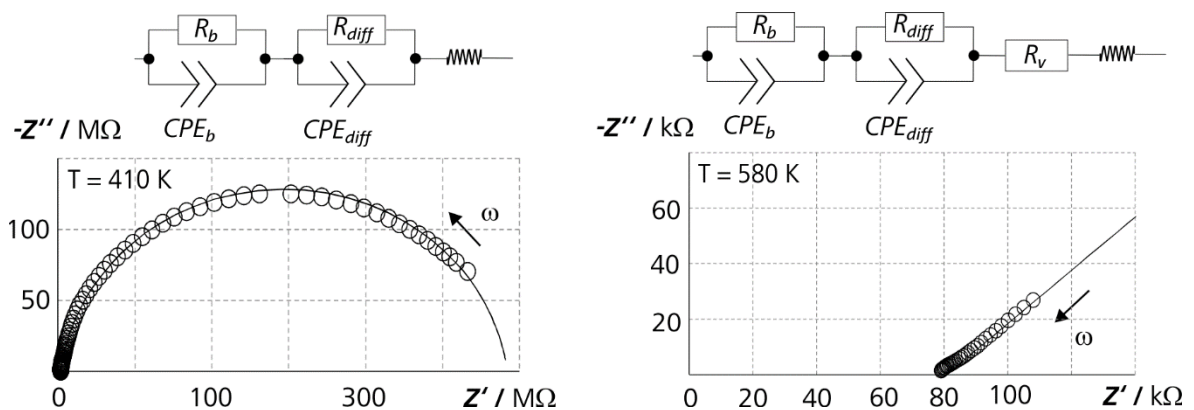 R_b R_diff
CPE_b CPE_diff
-Z'' / MΩ
T = 410 K
100
50
ω
0 100 300 Z' / MΩ
R_b R_diff R_v
CPE_b CPE_diff
-Z'' / kΩ
T = 580 K
60
40
20
ω
0 20 40 60 80 100 Z' / kΩ